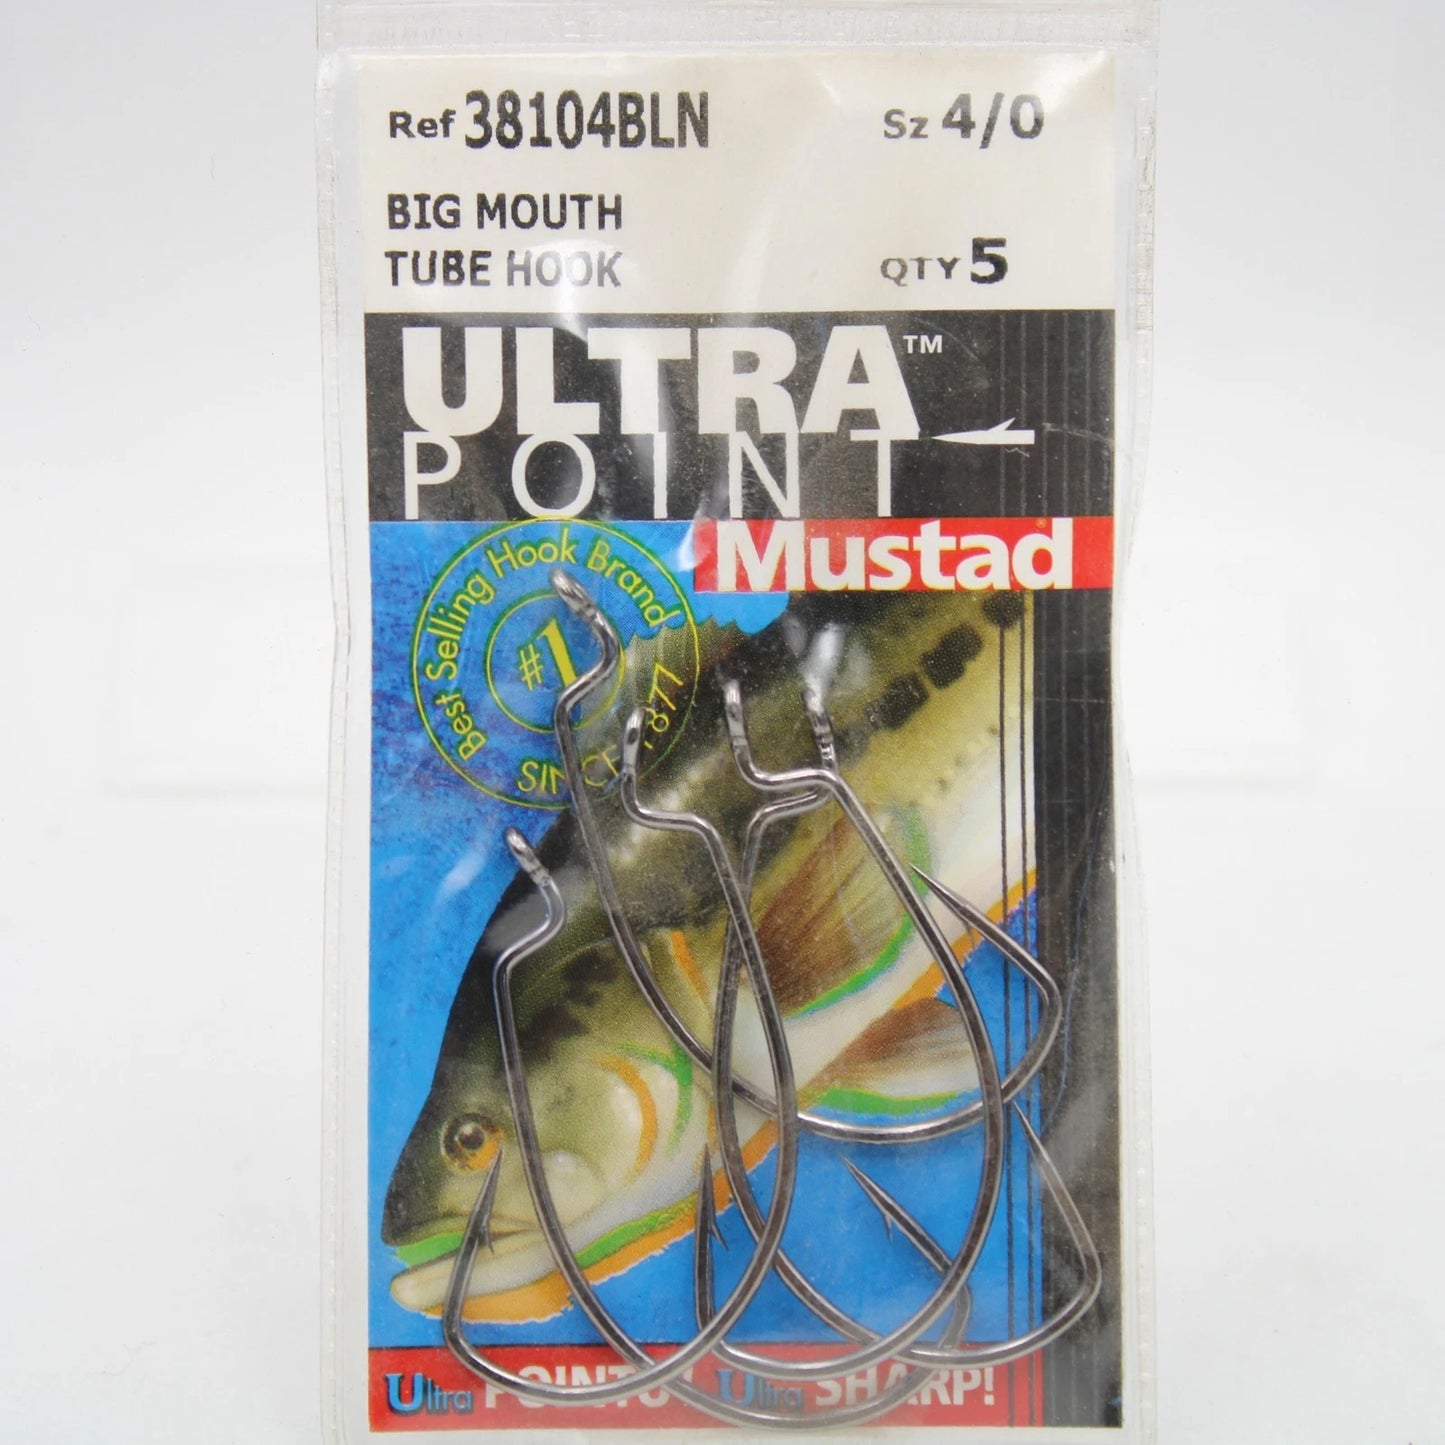 Ref 38104BLN Sz 4/0
BIG MOUTH
TUBE HOOK QTY 5
ULTRA™
POINT
Mustad®
Best Selling Hook Brand
#1
SINCE 1877
Ultra Ultra SHARP!